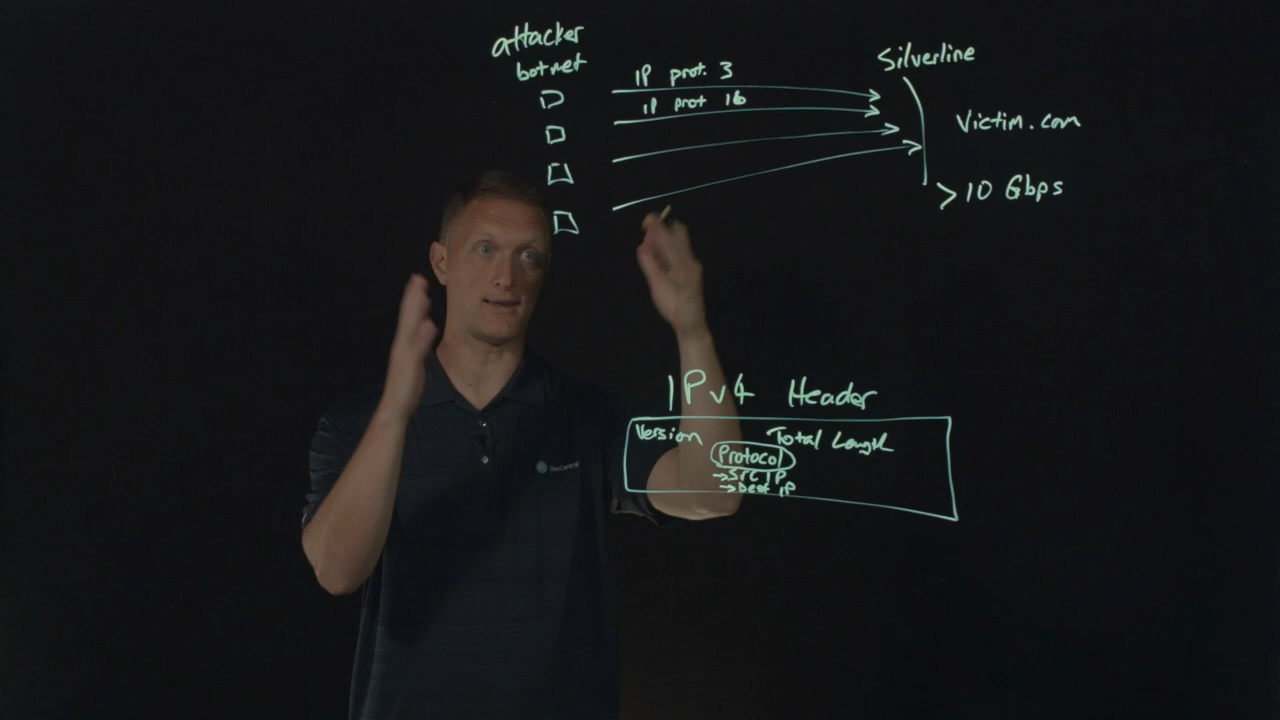 attacker
botnet
IP prot. 3
IP prot 16
Silverline
Victim.com
>10 Gbps
IPv4 Header
Version Total Length
Protocol
→Src IP
→Dest IP
DevCentral